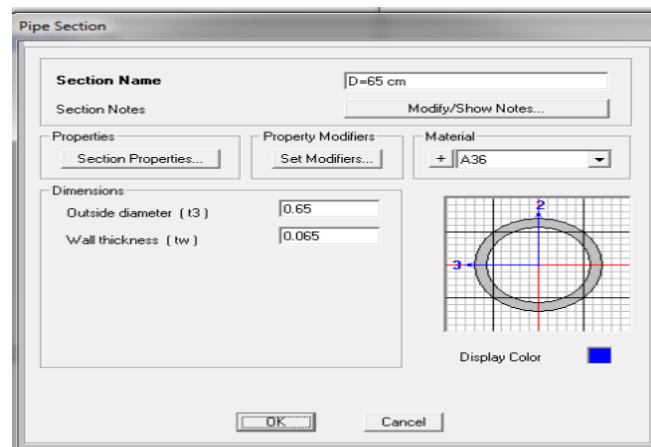 Pipe Section
Section Name D=65 cm
Section Notes Modify/Show Notes...
Properties Property Modifiers Material
Section Properties... Set Modifiers... + A36
Dimensions
Outside diameter ( t3 ) 0.65
Wall thickness ( tw ) 0.065
2
3
Display Color
OK Cancel